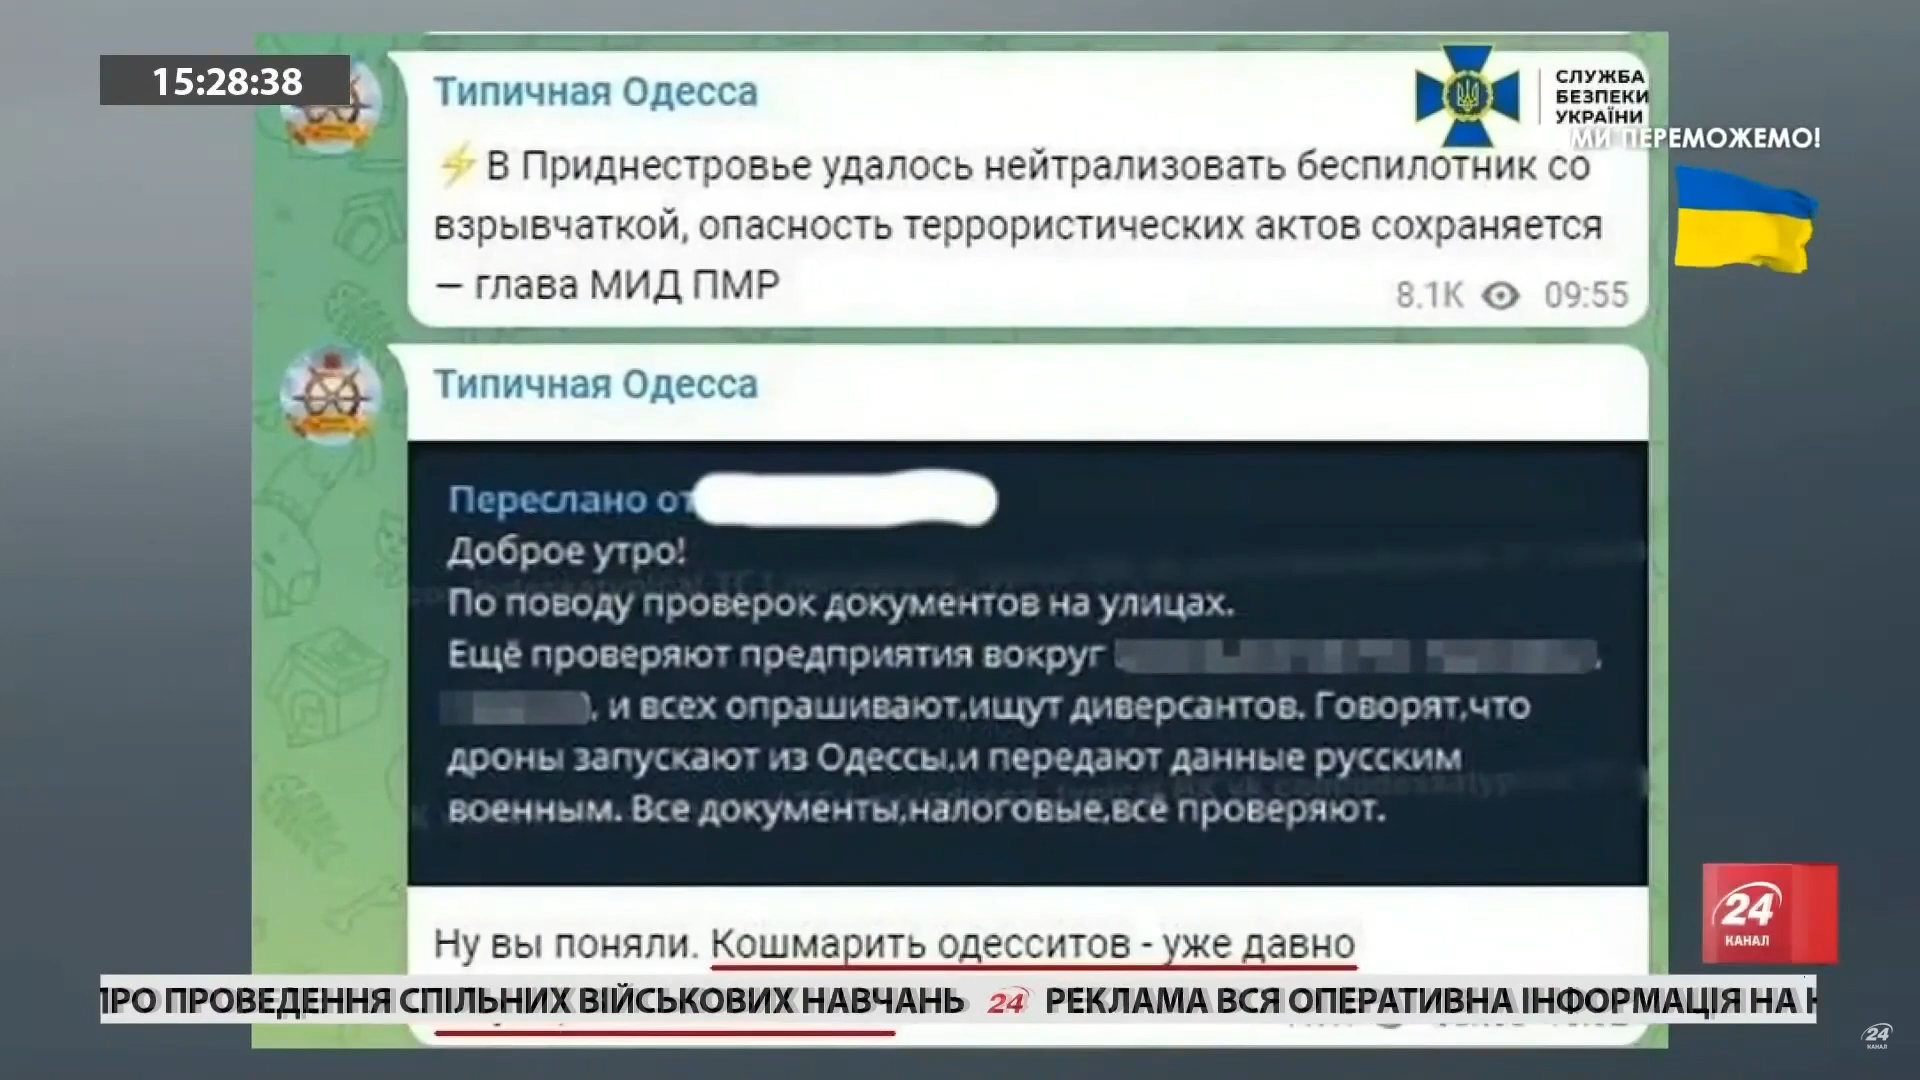 15:28:38
Типичная Одесса
СЛУЖБА
БЕЗПЕКИ
УКРАЇНИ
МИ ПЕРЕМОЖЕМО!
⚡В Приднестровье удалось нейтрализовать беспилотник со
взрывчаткой, опасность террористических актов сохраняется
— глава МИД ПМР
8.1K 09:55
Типичная Одесса
Переслано от
Доброе утро!
По поводу проверок документов на улицах.
Ещё проверяют предприятия вокруг
, и всех опрашивают,ищут диверсантов. Говорят,что
дроны запускают из Одессы,и передают данные русским
военным. Все документы,налоговые,всё проверяют.
24
КАНАЛ
Ну вы поняли. Кошмарить одесситов - уже давно
ПРО ПРОВЕДЕННЯ СПІЛЬНИХ ВІЙСЬКОВИХ НАВЧАНЬ 24 РЕКЛАМА ВСЯ ОПЕРАТИВНА ІНФОРМАЦІЯ НА
24
КАНАЛ